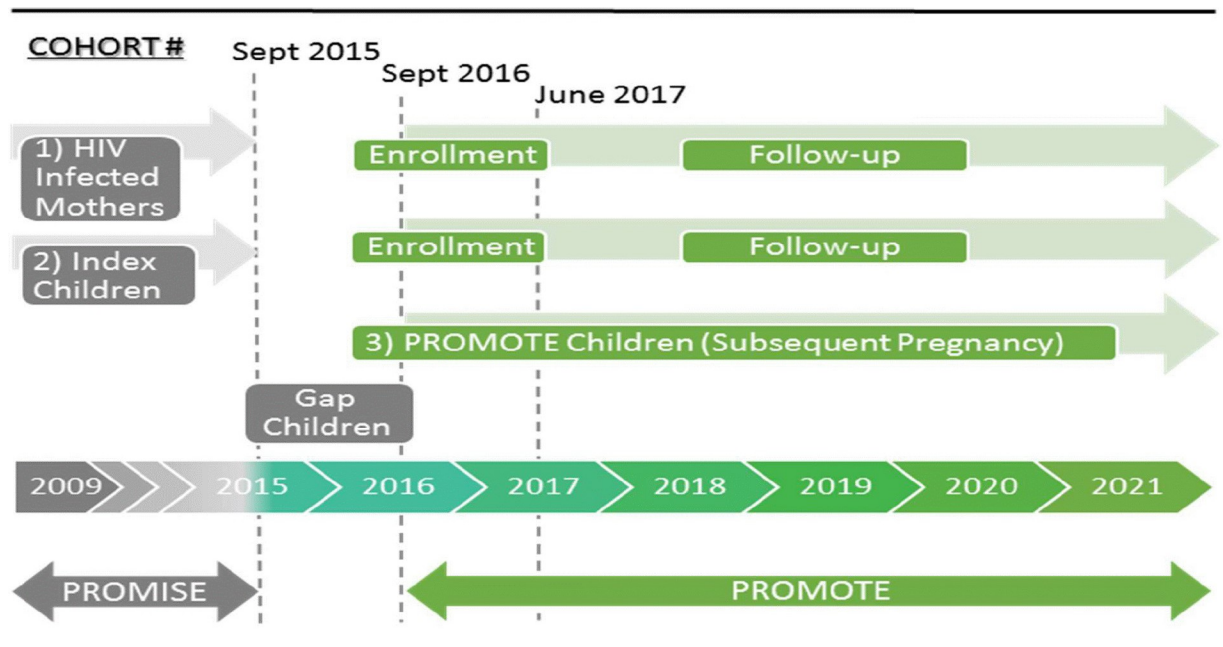 COHORT #
Sept 2015
Sept 2016
June 2017
1) HIV
Infected
Mothers
Enrollment
Follow-up
2) Index
Children
Enrollment
Follow-up
3) PROMOTE Children (Subsequent Pregnancy)
Gap
Children
2009
2015
2016
2017
2018
2019
2020
2021
PROMISE
PROMOTE